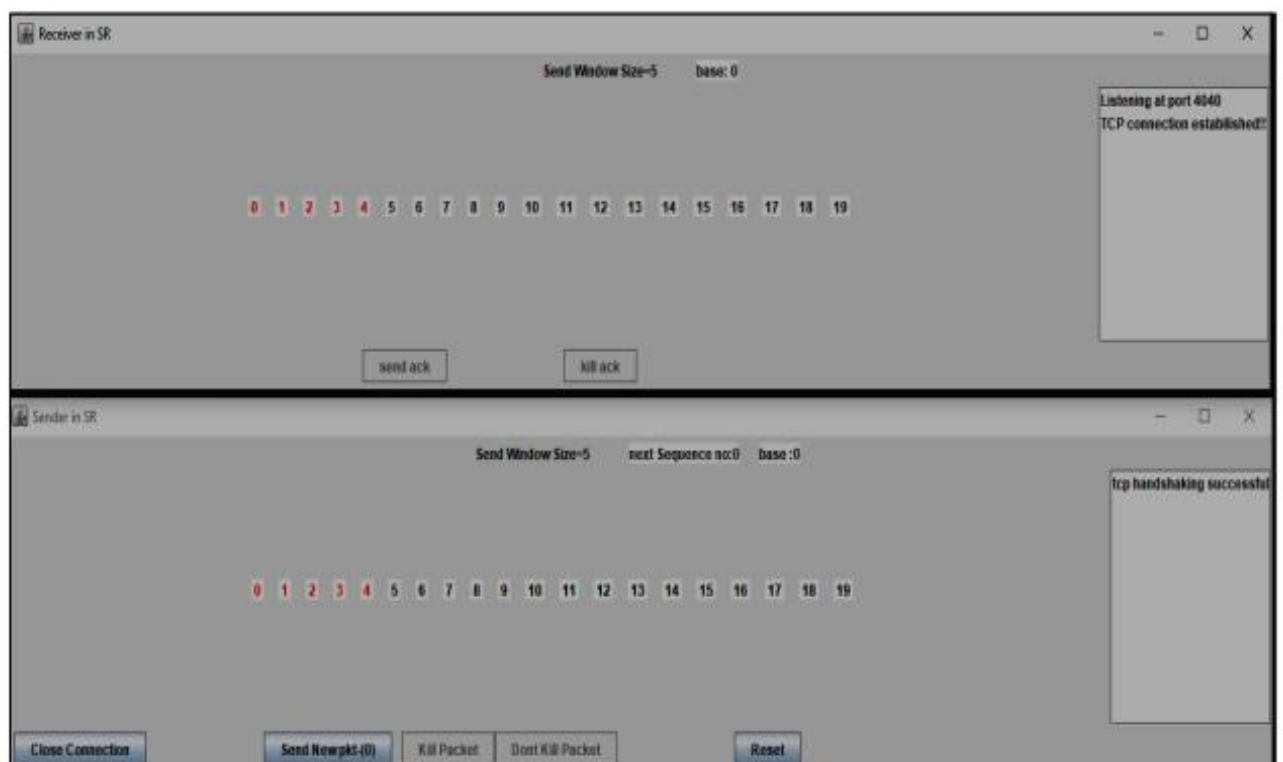 Receiver in SR
Send Window Size=5 base: 0
Listening at port 4040
TCP connection estabilished!!
0 1 2 3 4 5 6 7 8 9 10 11 12 13 14 15 16 17 18 19
send ack kill ack
Sender in SR
Send Window Size=5 next Sequence no:0 base :0
tcp handshaking successful
0 1 2 3 4 5 6 7 8 9 10 11 12 13 14 15 16 17 18 19
Close Connection Send New pkt-(0) Kill Packet Dont Kill Packet Reset